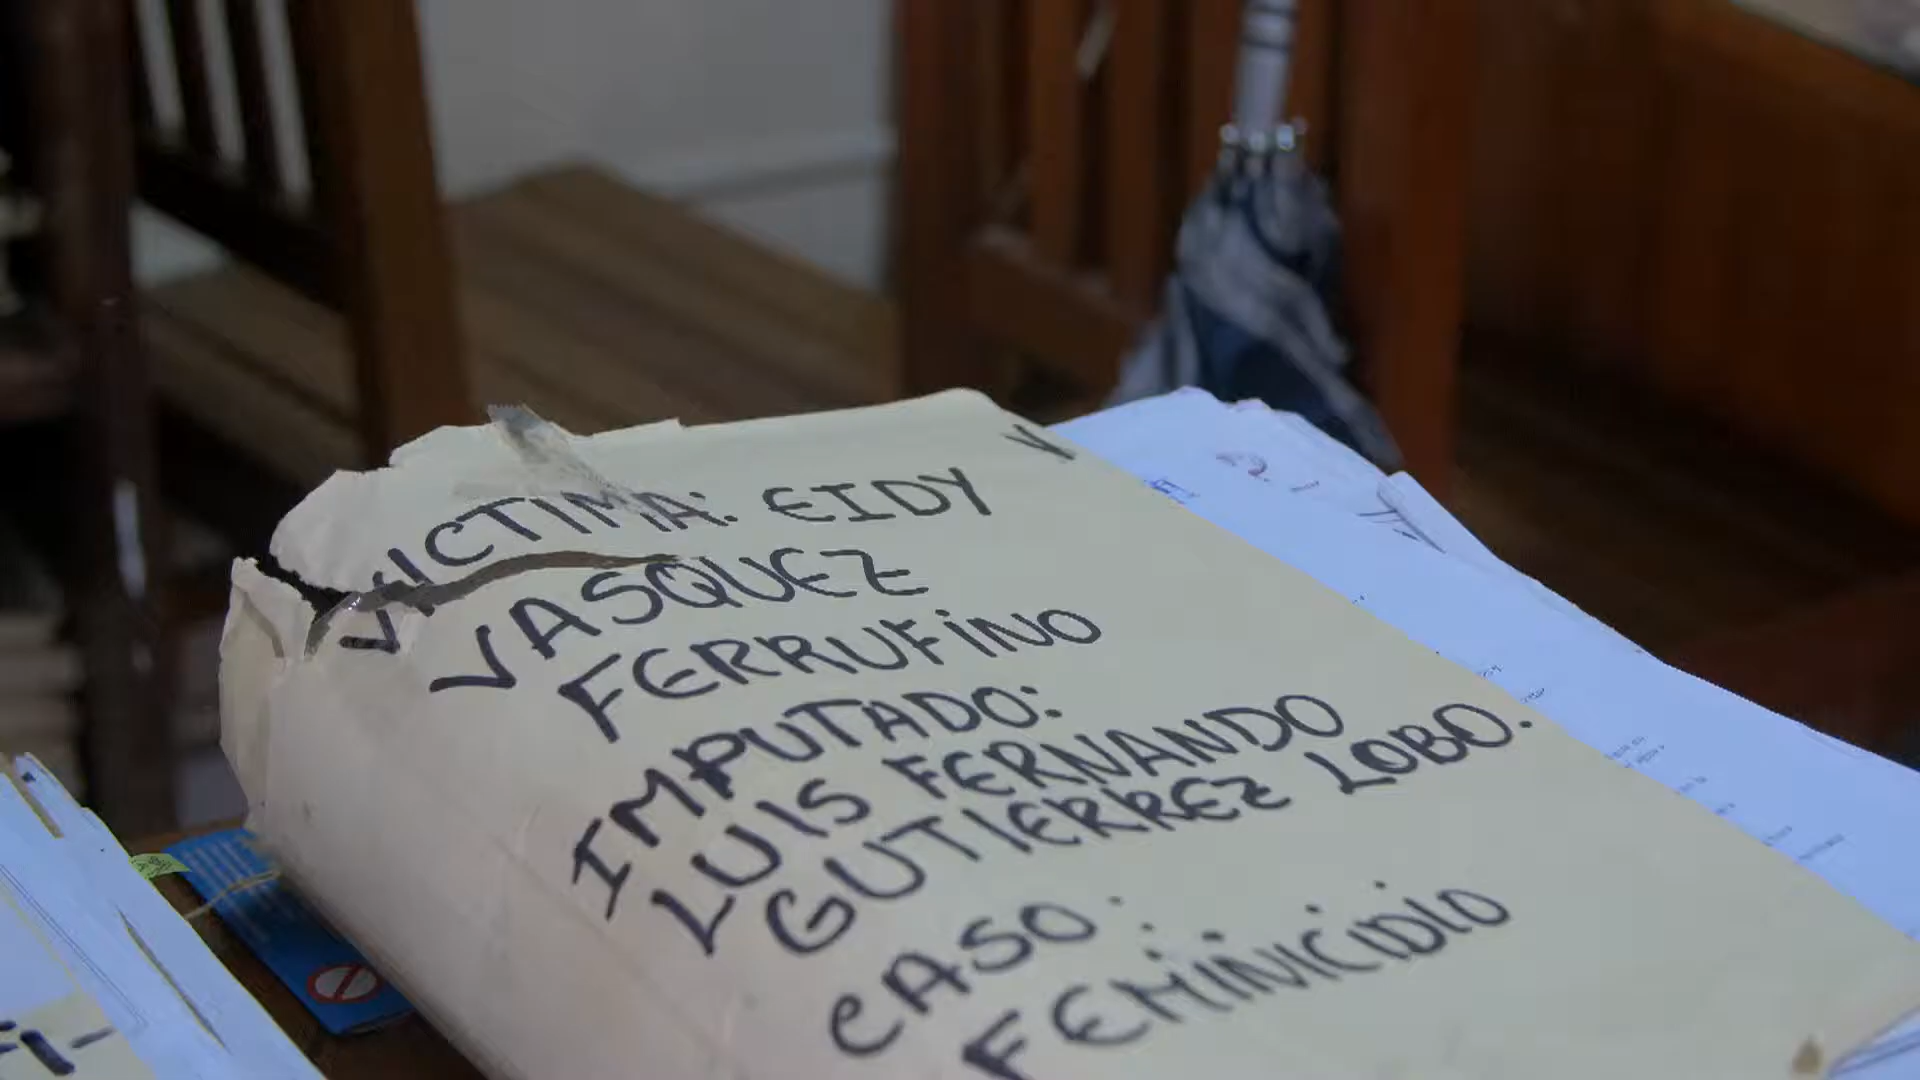 VICTIMA: EIDY
VASQUEZ
FERRUFINO
IMPUTADO:
LUIS FERNANDO
GUTIERREZ LOBO.
CASO:
FEMINICIDIO